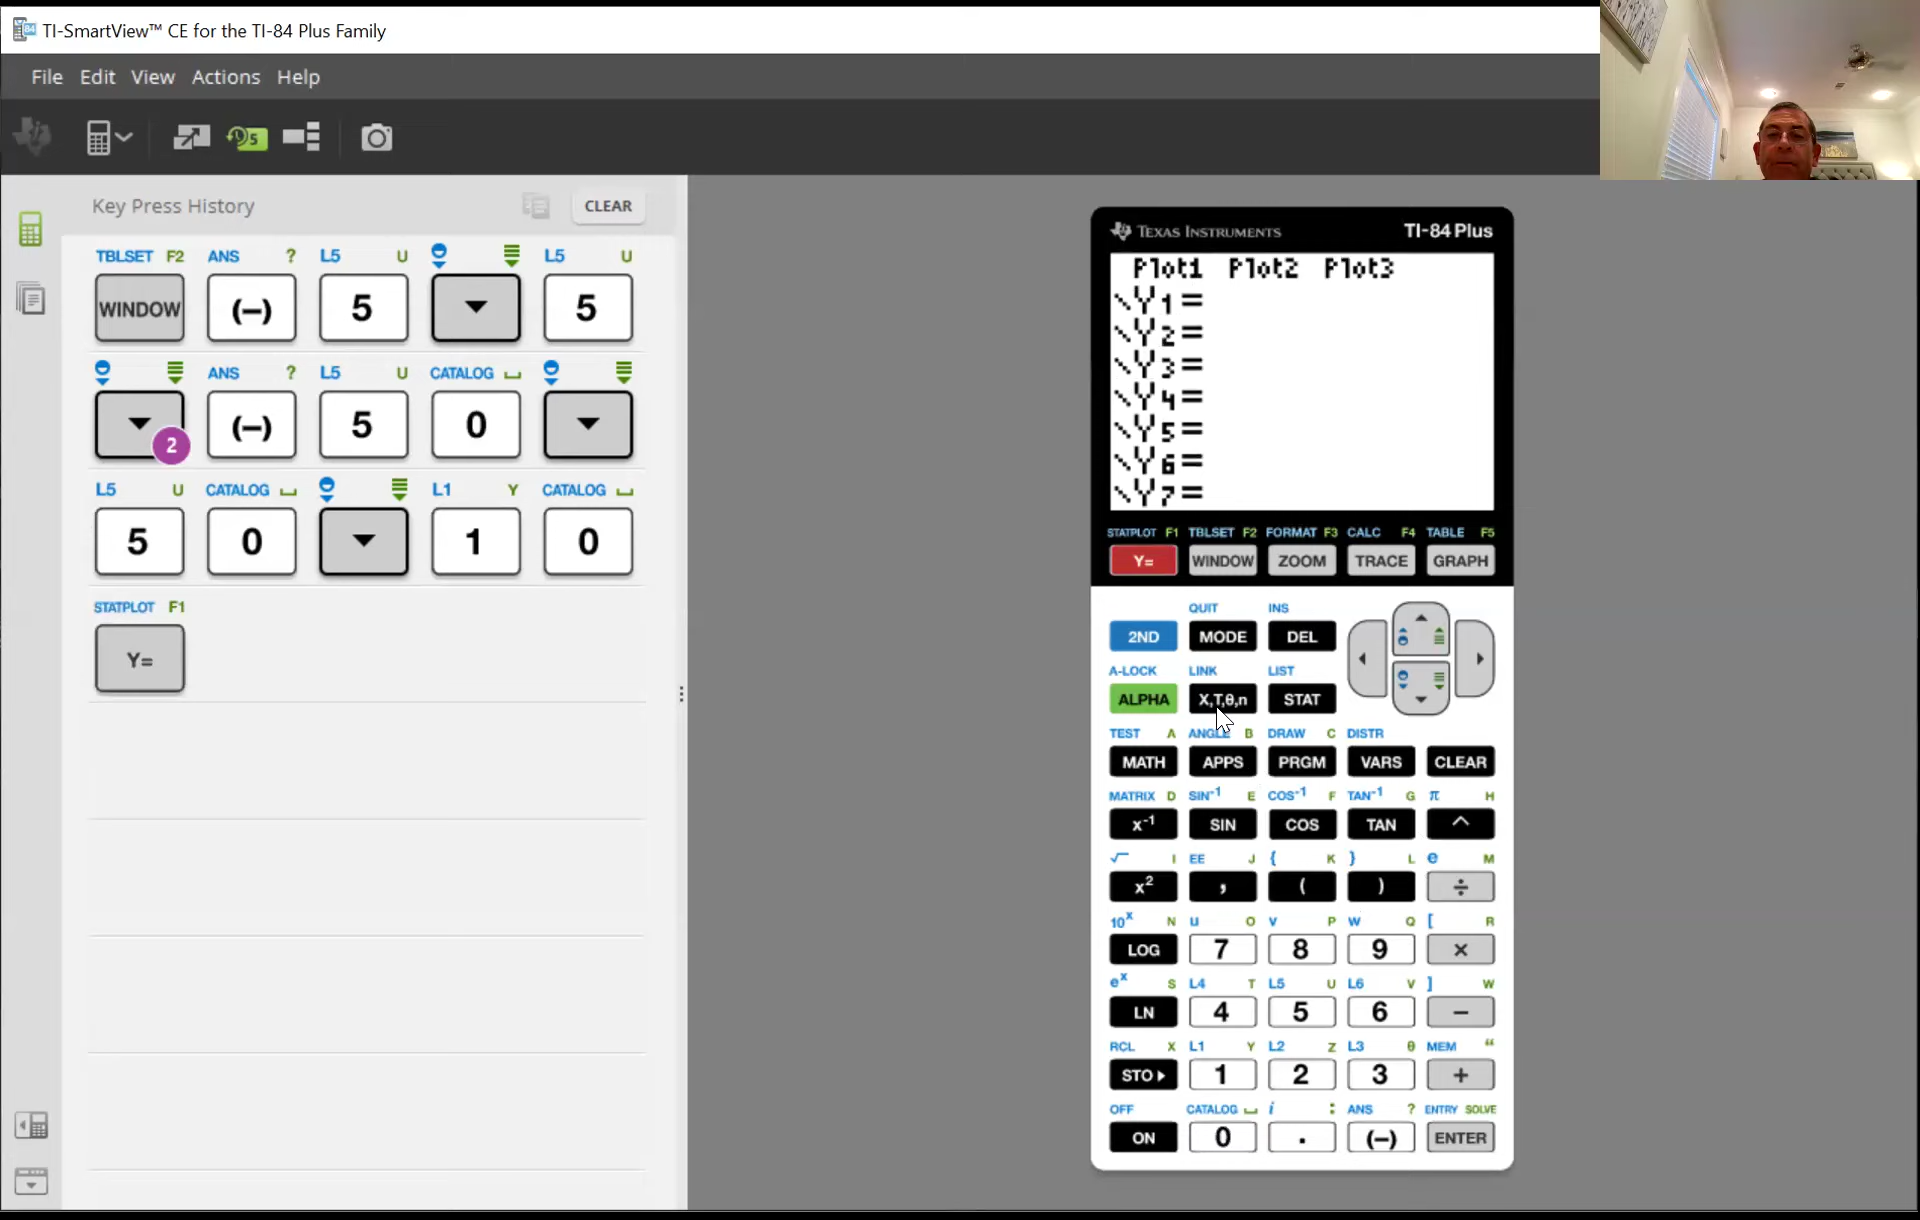 TI-SmartView™ CE for the TI-84 Plus Family
File Edit View Actions Help
5
Key Press History CLEAR
TBLSET F2 ANS ? L5 U L5 U
WINDOW (−) 5 5
ANS ? L5 U CATALOG
2 (−) 5 0
L5 U CATALOG L1 Y CATALOG
5 0 1 0
STATPLOT F1
Y=
TEXAS INSTRUMENTS TI-84 Plus
Plot1 Plot2 Plot3
\Y1=
\Y2=
\Y3=
\Y4=
\Y5=
\Y6=
\Y7=
STATPLOT F1 TBLSET F2 FORMAT F3 CALC F4 TABLE F5
Y= WINDOW ZOOM TRACE GRAPH
QUIT INS
2ND MODE DEL
A-LOCK LINK LIST
ALPHA X,T,θ,n STAT
TEST A ANGLE B DRAW C DISTR
MATH APPS PRGM VARS CLEAR
MATRIX D SIN-1 E COS-1 F TAN-1 G π H
x-1 SIN COS TAN ^
√ I EE J { K } L e M
x2 , ( ) ÷
10x N u O v P w Q [ R
LOG 7 8 9 ×
ex S L4 T L5 U L6 V ] W
LN 4 5 6 −
RCL X L1 Y L2 Z L3 θ MEM “
STO▸ 1 2 3 +
OFF CATALOG i : ANS ? ENTRY SOLVE
ON 0 . (−) ENTER